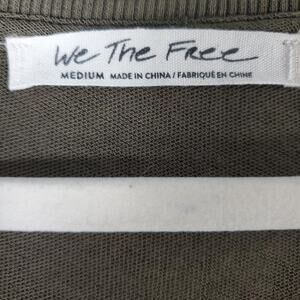 We The Free
MEDIUM MADE IN CHINA / FABRIQUÉ EN CHINE